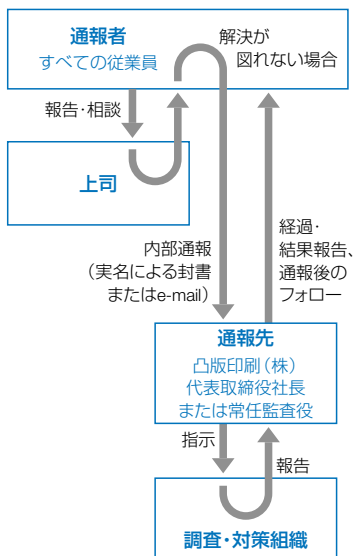 通報者
すべての従業員
解決が
図れない場合
報告・相談
上司
内部通報
（実名による封書
またはe-mail）
経過・
結果報告、
通報後の
フォロー
通報先
凸版印刷（株）
代表取締役社長
または常任監査役
指示
報告
調査・対策組織